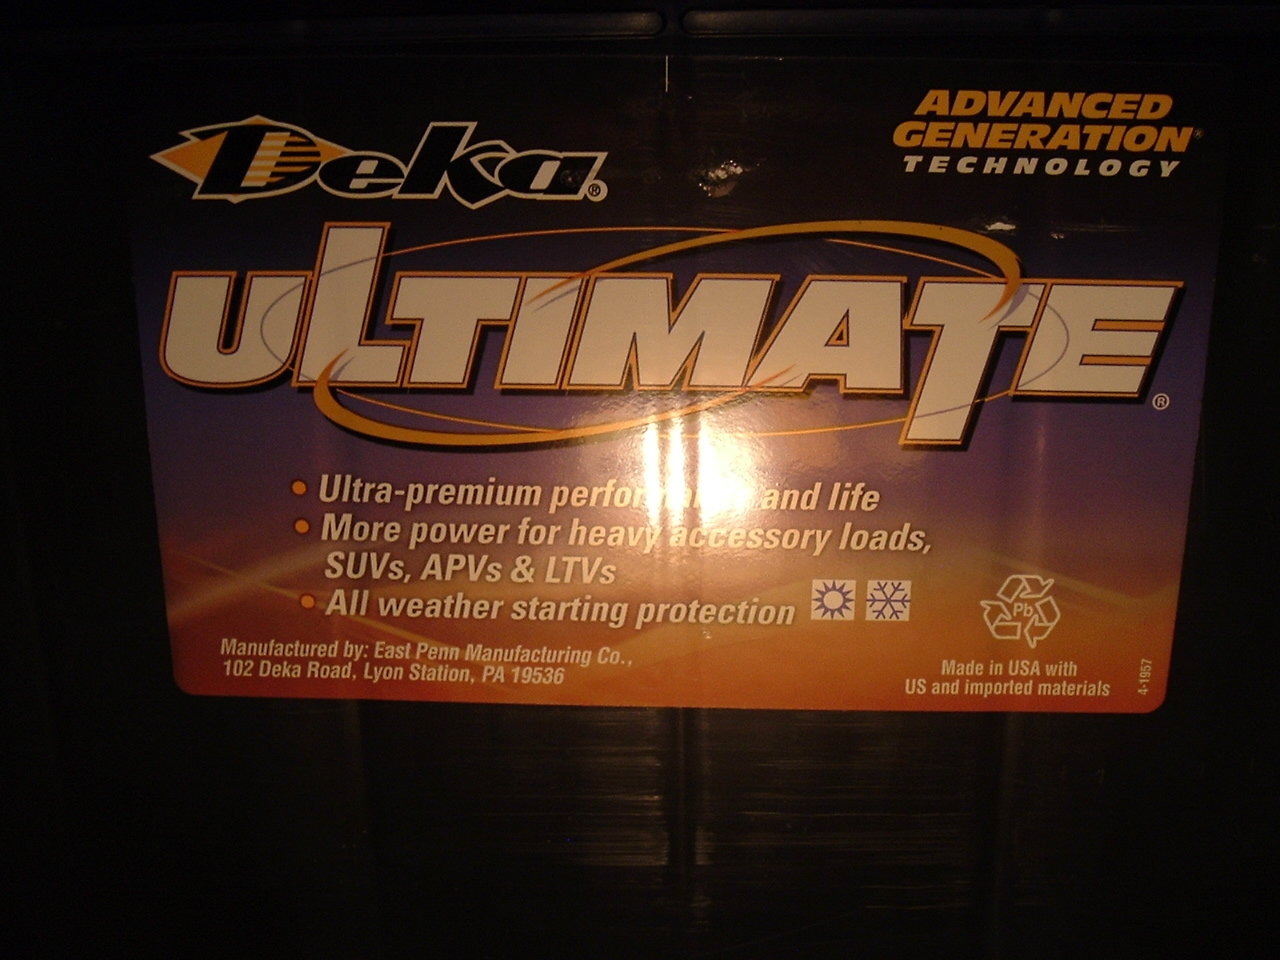 Deka®
ADVANCED
GENERATION®
TECHNOLOGY
ULTIMATE®
• Ultra-premium performance and life
• More power for heavy accessory loads,
SUVs, APVs & LTVs
• All weather starting protection
Pb
Manufactured by: East Penn Manufacturing Co.,
102 Deka Road, Lyon Station, PA 19536
Made in USA with
US and imported materials
4-1957